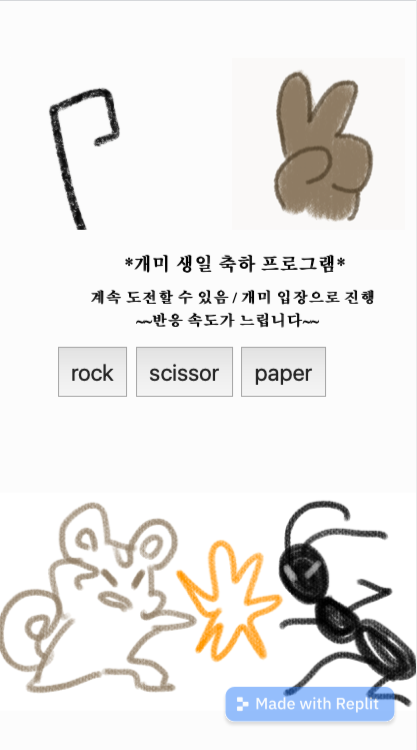 *개미 생일 축하 프로그램*
계속 도전할 수 있음 / 개미 입장으로 진행
~~반응 속도가 느립니다~~
rock scissor paper
Made with Replit